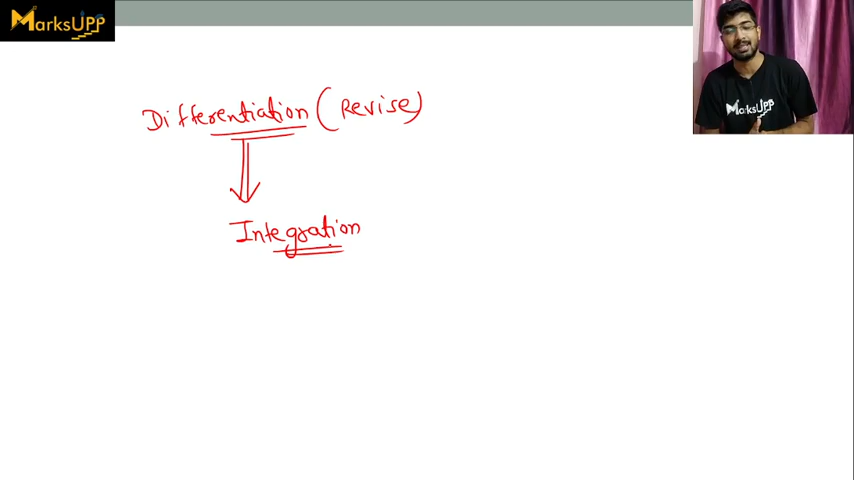 MarksUPP
Differentiation (Revise)
Integration
MarksUPP